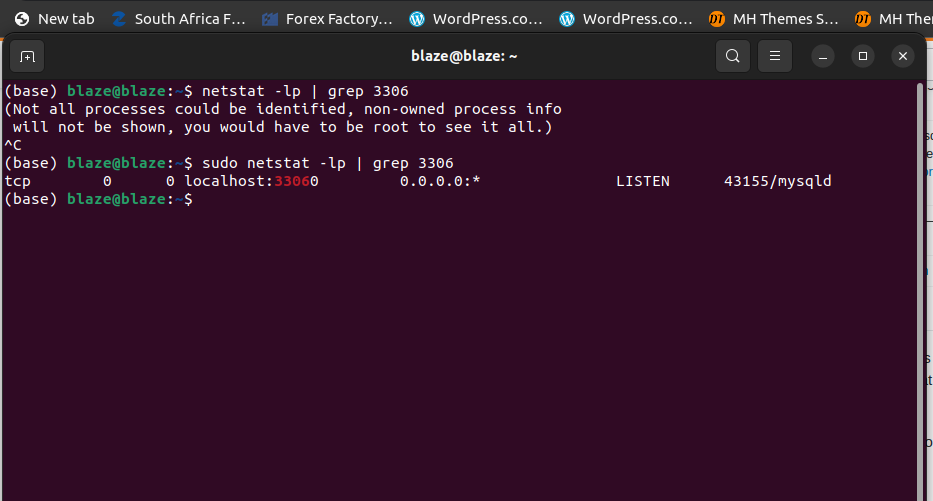 New tab South Africa F... Forex Factory... WordPress.co... WordPress.co... MH Themes S... MH Ther
blaze@blaze: ~
(base) blaze@blaze:~$ netstat -lp | grep 3306
(Not all processes could be identified, non-owned process info
 will not be shown, you would have to be root to see it all.)
^C
(base) blaze@blaze:~$ sudo netstat -lp | grep 3306
tcp        0      0 localhost:33060         0.0.0.0:*               LISTEN      43155/mysqld
(base) blaze@blaze:~$